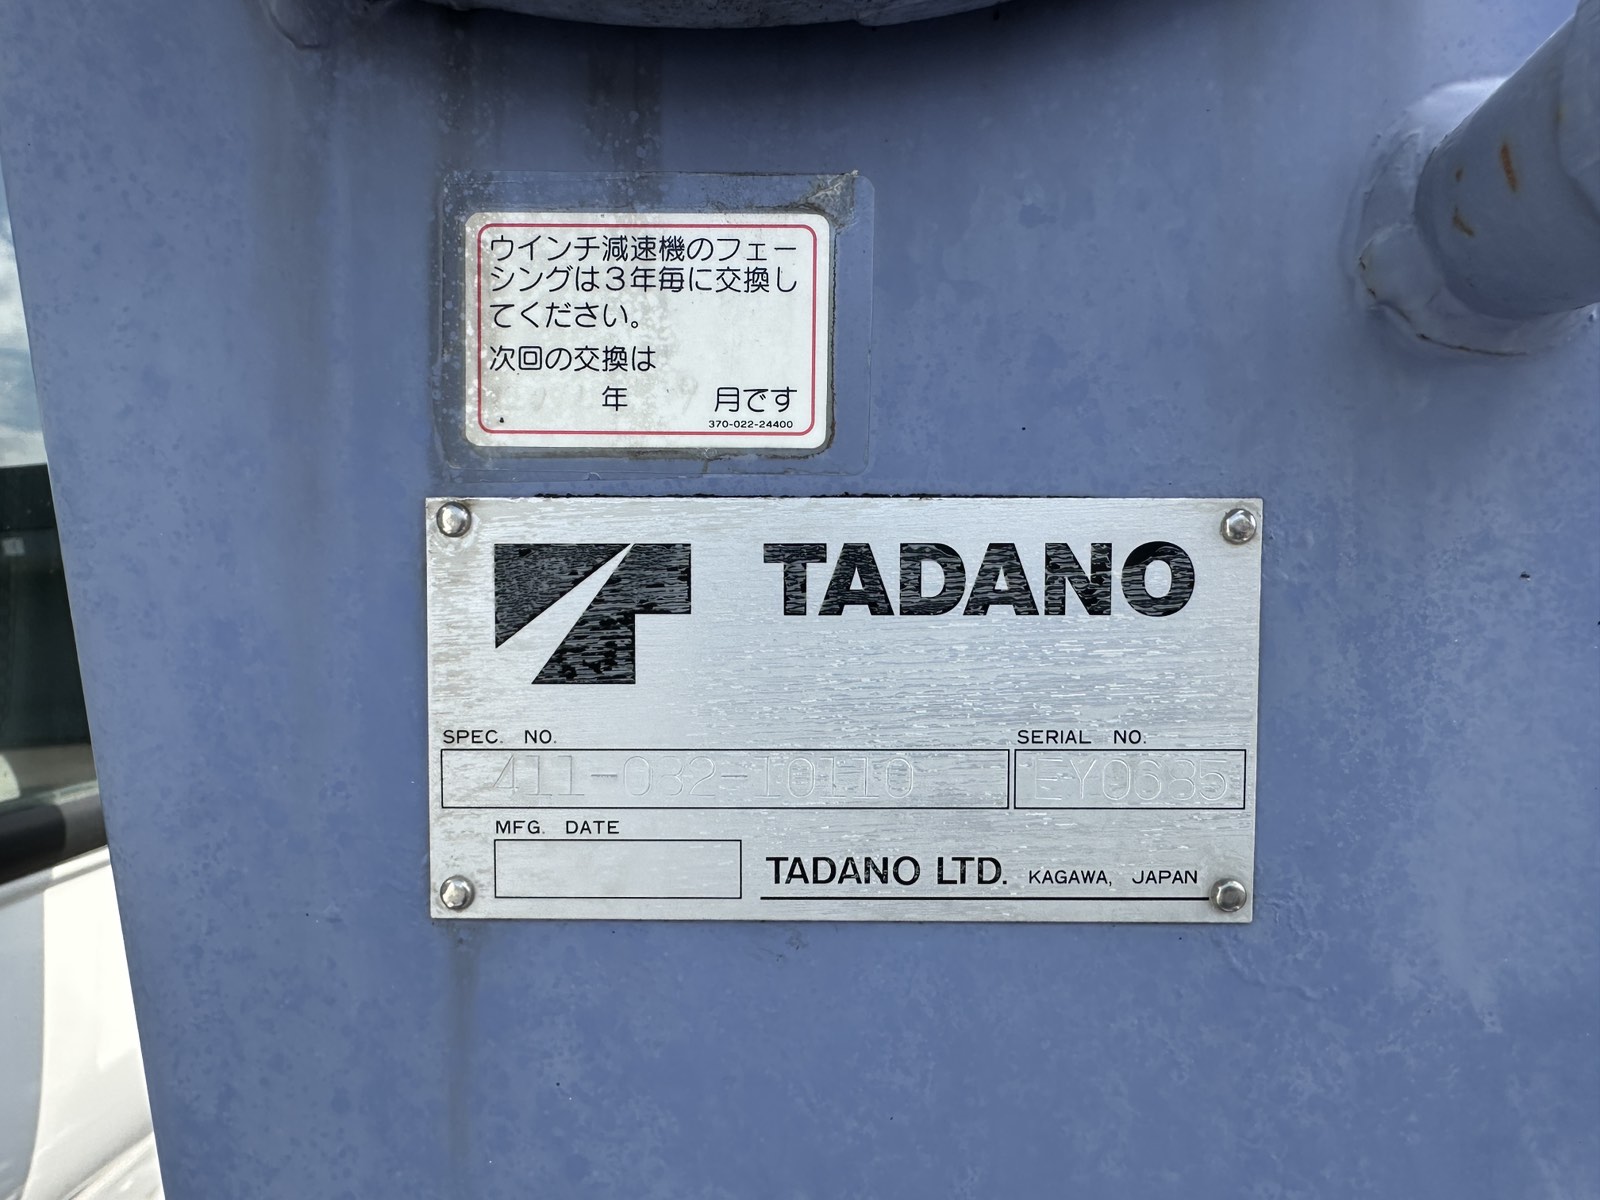 ウインチ減速機のフェー
シングは3年毎に交換し
てください。
次回の交換は
年 月です
370-022-24400
TADANO
SPEC. NO. SERIAL NO.
411-032-10110 EY0685
MFG. DATE
TADANO LTD. KAGAWA, JAPAN